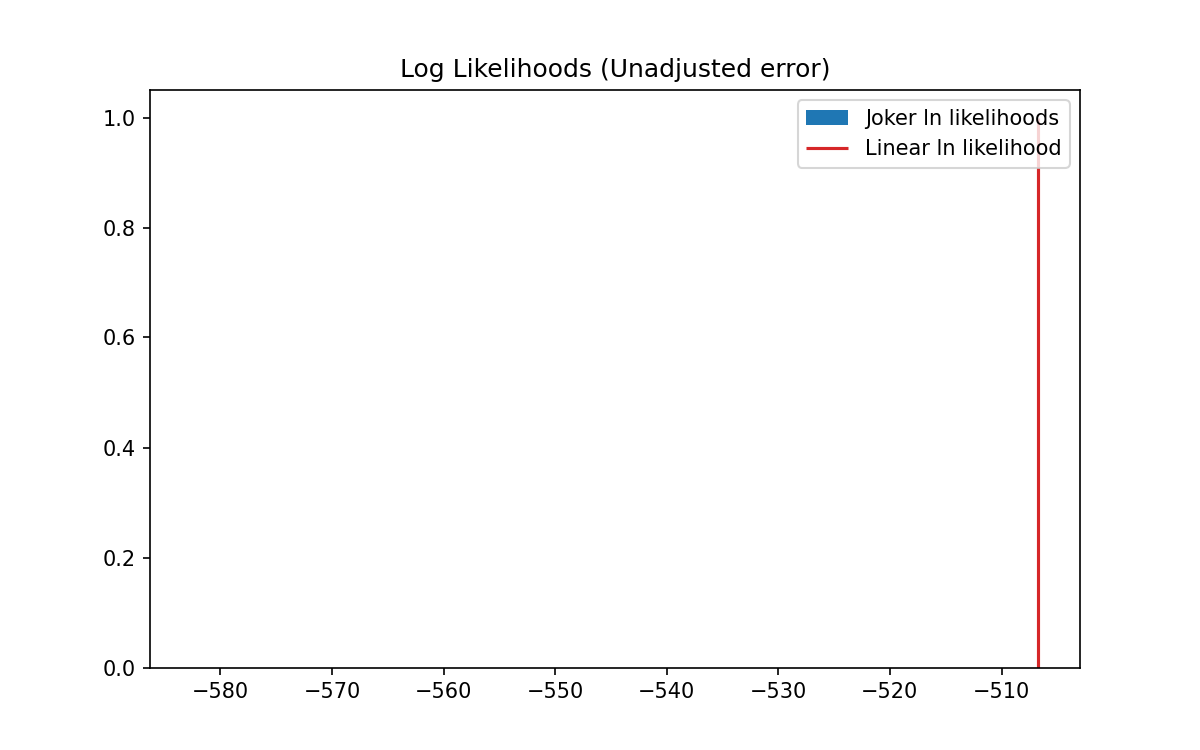 Log Likelihoods (Unadjusted error)
Joker ln likelihoods
Linear ln likelihood
1.0
0.8
0.6
0.4
0.2
0.0
−580 −570 −560 −550 −540 −530 −520 −510